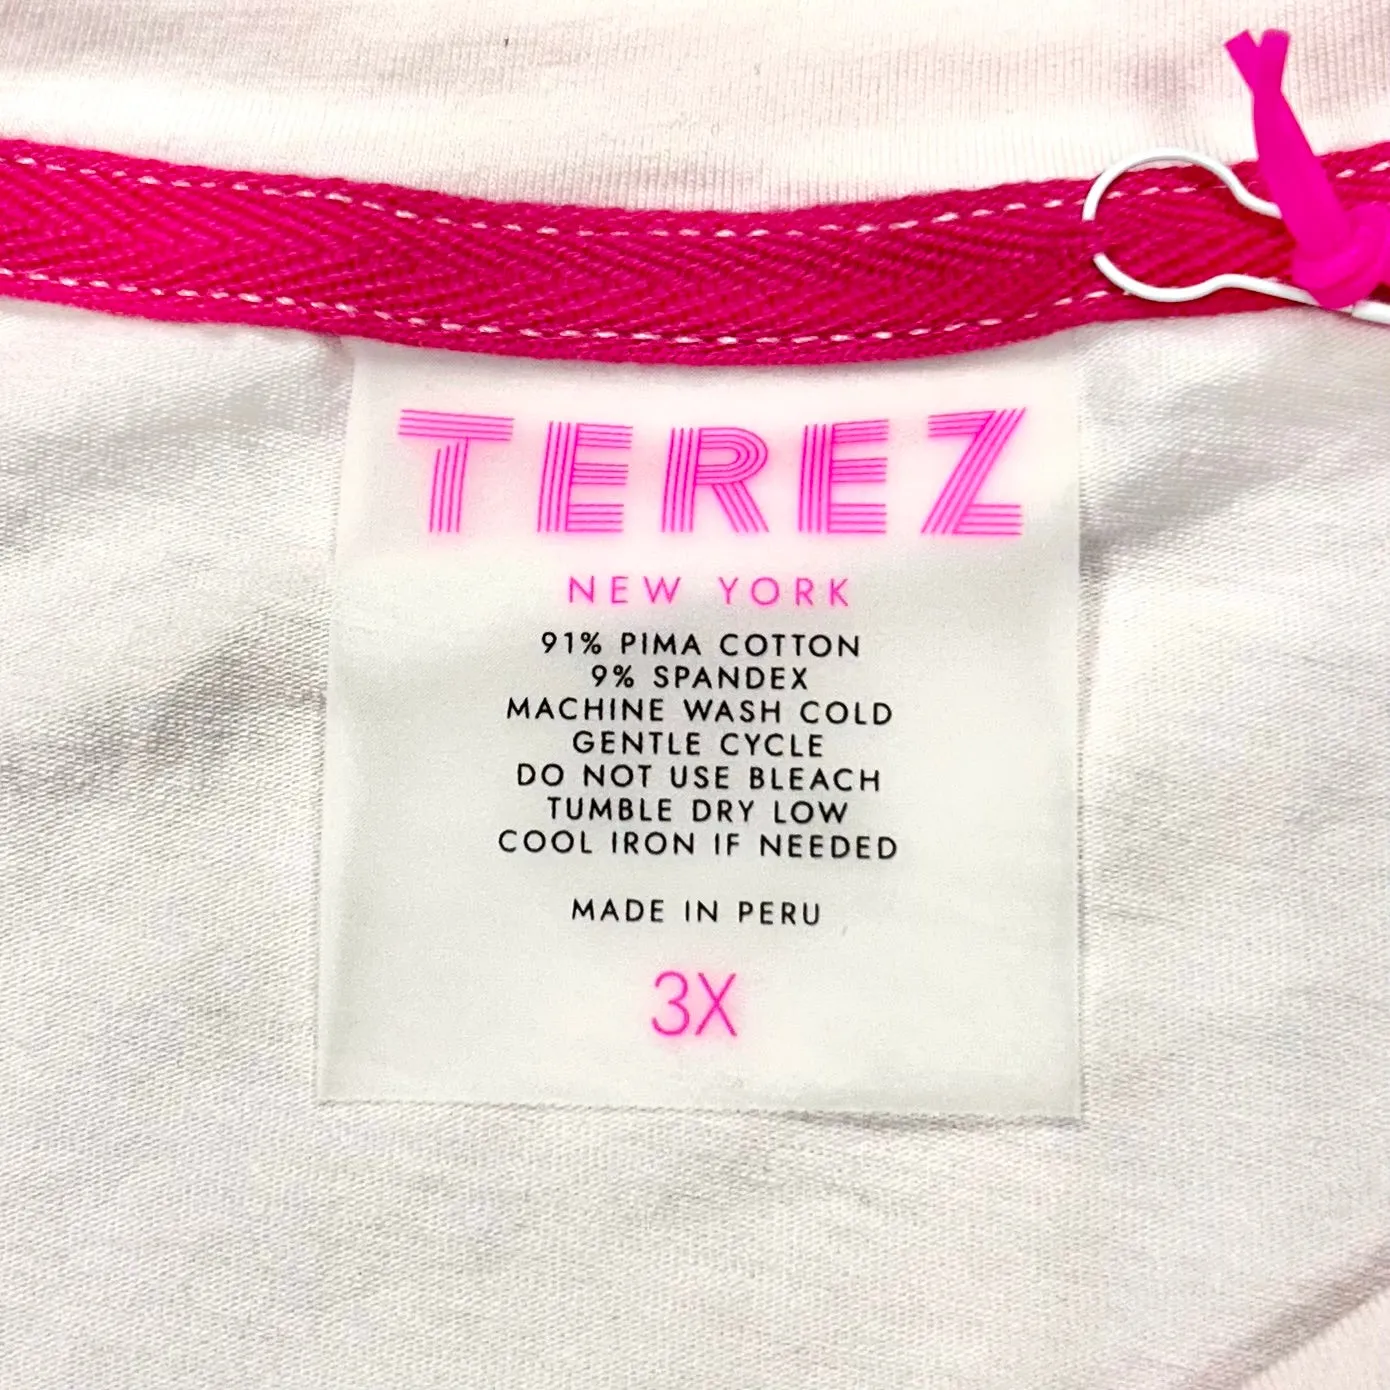 TEREZ
NEW YORK
91% PIMA COTTON
9% SPANDEX
MACHINE WASH COLD
GENTLE CYCLE
DO NOT USE BLEACH
TUMBLE DRY LOW
COOL IRON IF NEEDED
MADE IN PERU
3X